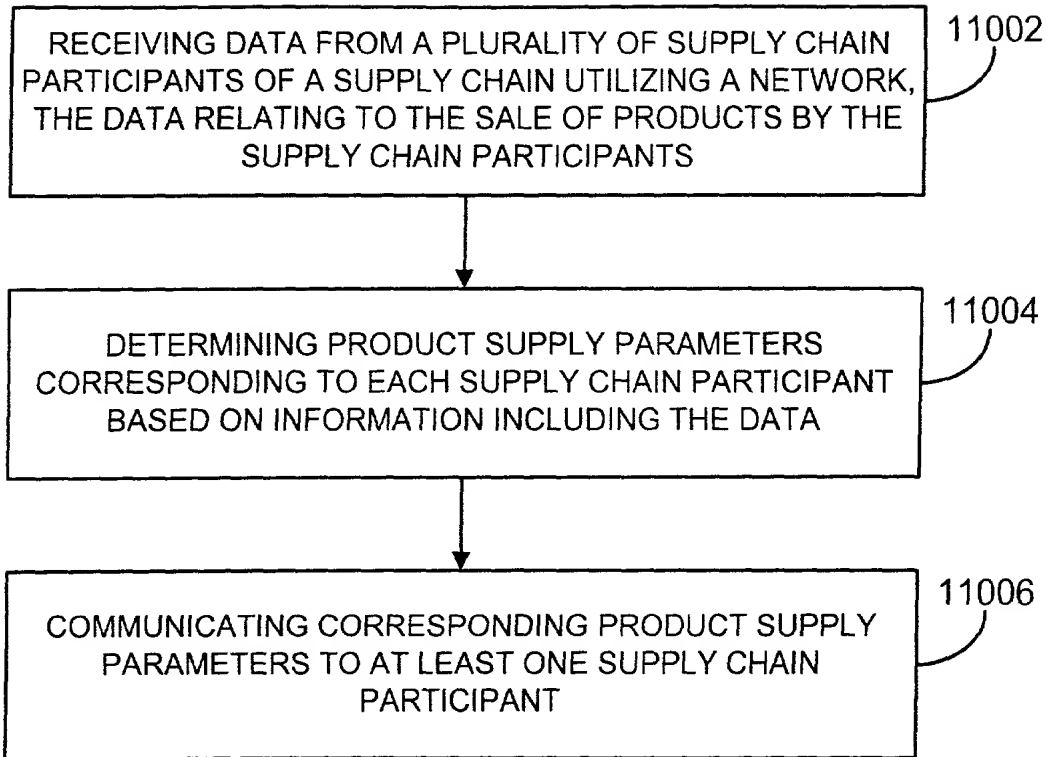 RECEIVING DATA FROM A PLURALITY OF SUPPLY CHAIN
PARTICIPANTS OF A SUPPLY CHAIN UTILIZING A NETWORK,
THE DATA RELATING TO THE SALE OF PRODUCTS BY THE
SUPPLY CHAIN PARTICIPANTS
11002
DETERMINING PRODUCT SUPPLY PARAMETERS
CORRESPONDING TO EACH SUPPLY CHAIN PARTICIPANT
BASED ON INFORMATION INCLUDING THE DATA
11004
COMMUNICATING CORRESPONDING PRODUCT SUPPLY
PARAMETERS TO AT LEAST ONE SUPPLY CHAIN
PARTICIPANT
11006